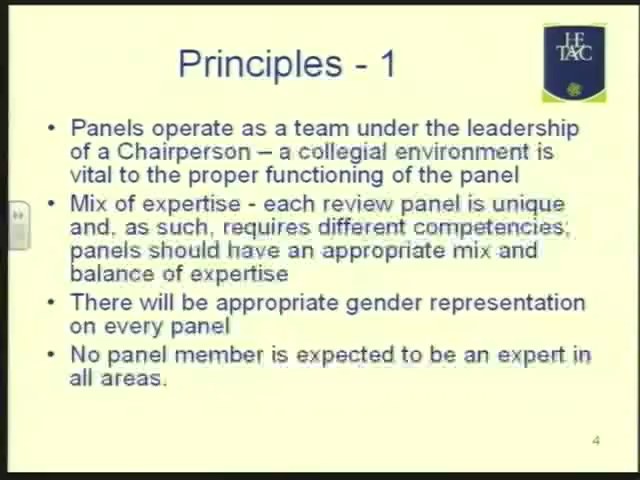 Principles - 1
HE
TAC
• Panels operate as a team under the leadership
of a Chairperson – a collegial environment is
vital to the proper functioning of the panel
• Mix of expertise - each review panel is unique
and, as such, requires different competencies;
panels should have an appropriate mix and
balance of expertise
• There will be appropriate gender representation
on every panel
• No panel member is expected to be an expert in
all areas.
4